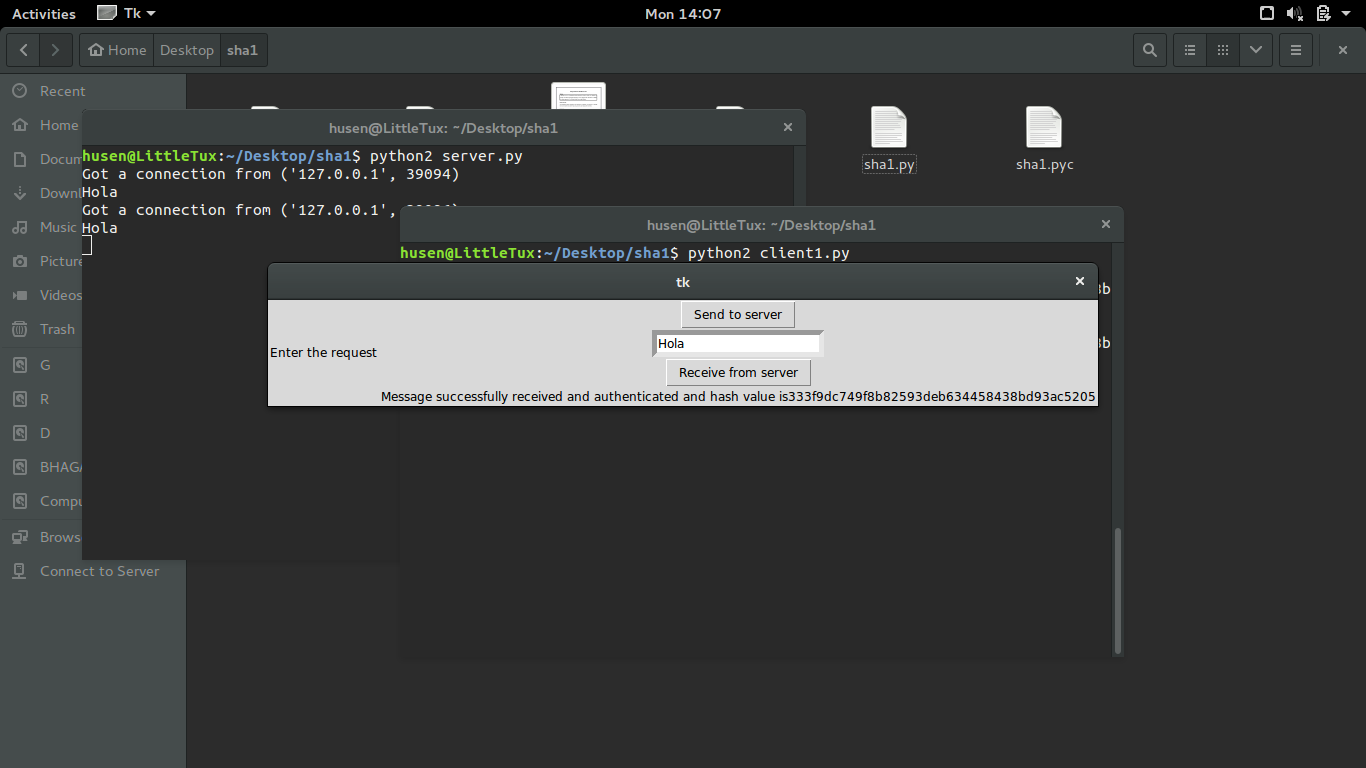 Activities Tk Mon 14:07
Home Desktop sha1
Recent
Home
Docum
Downl
Music
Picture
Videos
Trash
G
R
D
BHAGA
Compu
Brows
Connect to Server
sha1.py sha1.pyc
husen@LittleTux: ~/Desktop/sha1
husen@LittleTux:~/Desktop/sha1$ python2 server.py
Got a connection from ('127.0.0.1', 39094)
Hola
Got a connection from ('127.0.0.1',
Hola
husen@LittleTux: ~/Desktop/sha1
husen@LittleTux:~/Desktop/sha1$ python2 client1.py
tk
Send to server
Enter the request Hola
Receive from server
Message successfully received and authenticated and hash value is333f9dc749f8b82593deb634458438bd93ac5205